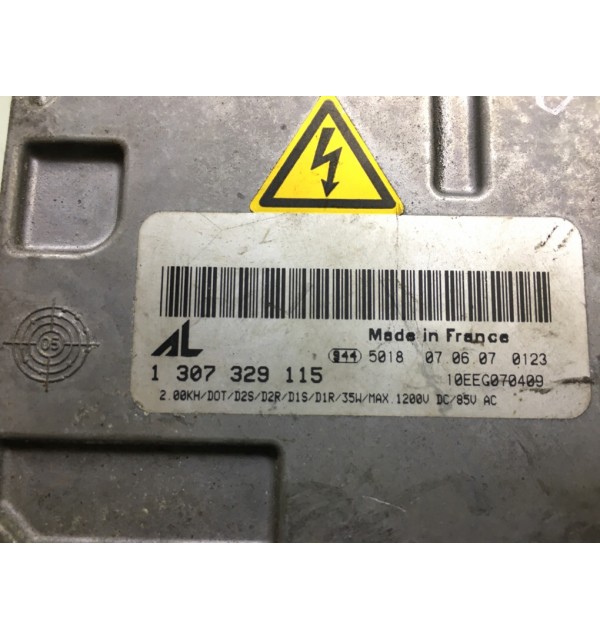 05
AL
Made in France
944 5018 07.06.07 0123
1 307 329 115
10EEG070409
2.00KH/DOT/D2S/D2R/D1S/D1R/35W/MAX.1200V DC/85V AC